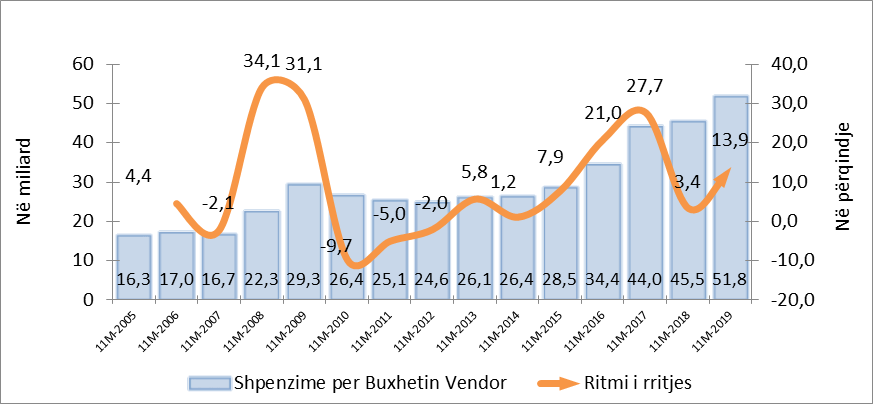 34,1 31,1
60
50
40
30
20
10
0
Në miliard
40,0
30,0
20,0
10,0
0,0
-10,0
-20,0
Në përqindje
4,4 -2,1 -9,7 -5,0 -2,0 5,8 1,2 7,9 21,0 27,7 3,4 13,9
16,3 17,0 16,7 22,3 29,3 26,4 25,1 24,6 26,1 26,4 28,5 34,4 44,0 45,5 51,8
11M-2005 11M-2006 11M-2007 11M-2008 11M-2009 11M-2010 11M-2011 11M-2012 11M-2013 11M-2014 11M-2015 11M-2016 11M-2017 11M-2018 11M-2019
Shpenzime per Buxhetin Vendor Ritmi i rritjes